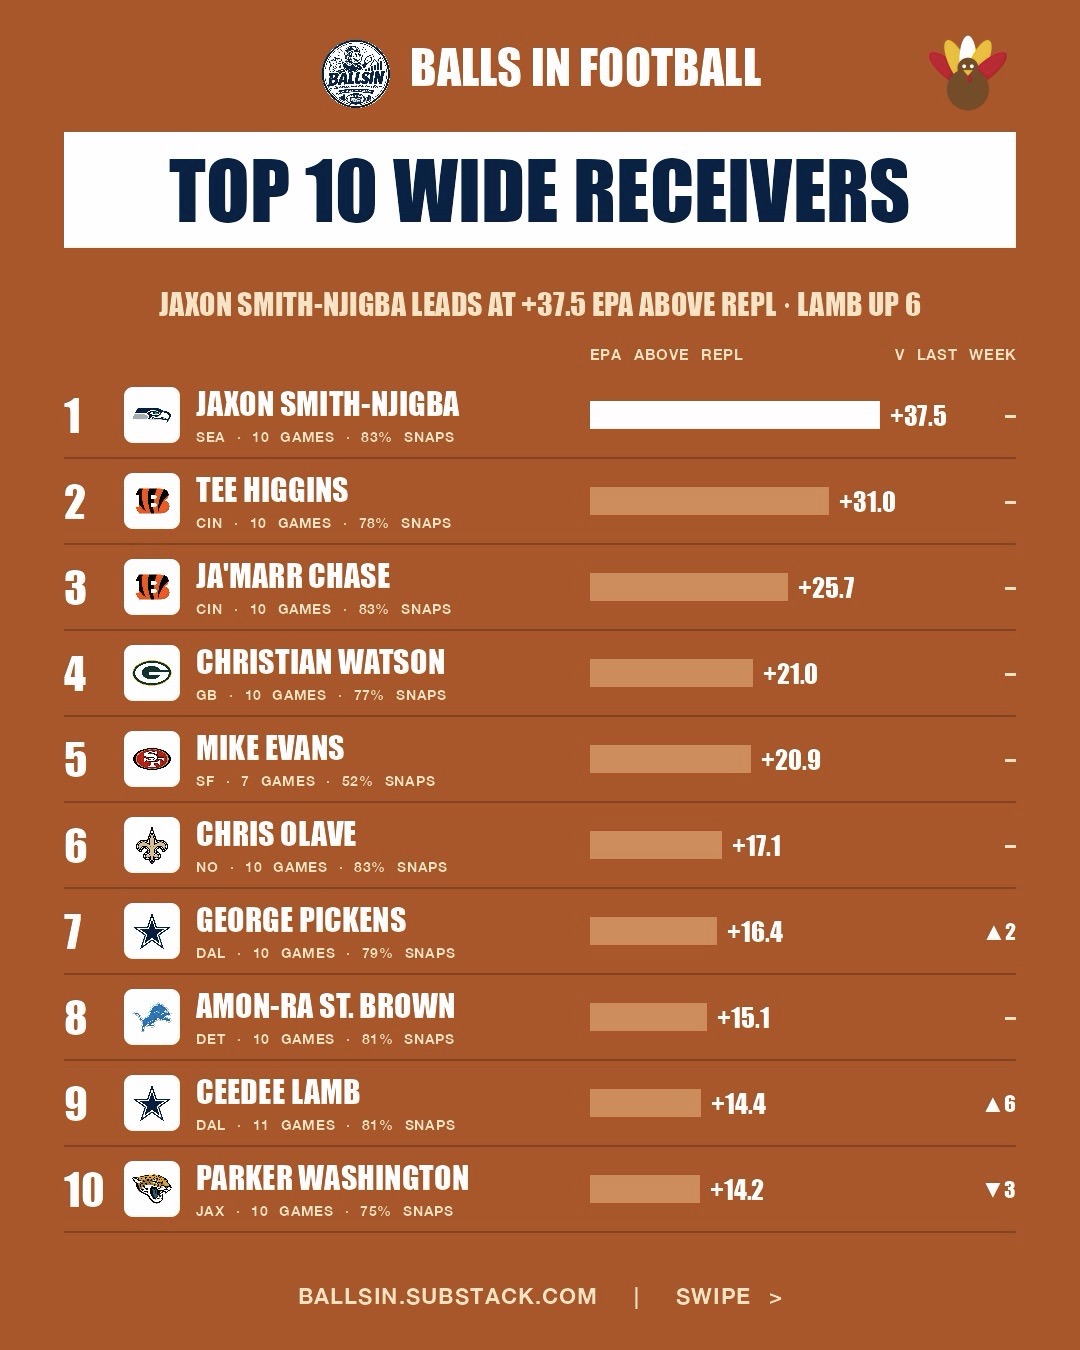 BALLSIN
BALLS IN FOOTBALL
TOP 10 WIDE RECEIVERS
JAXON SMITH-NJIGBA LEADS AT +37.5 EPA ABOVE REPL · LAMB UP 6
EPA ABOVE REPL V LAST WEEK
1 JAXON SMITH-NJIGBA +37.5 –
SEA · 10 GAMES · 83% SNAPS
2 TEE HIGGINS +31.0 –
CIN · 10 GAMES · 78% SNAPS
3 JA'MARR CHASE +25.7 –
CIN · 10 GAMES · 83% SNAPS
4 G CHRISTIAN WATSON +21.0 –
GB · 10 GAMES · 77% SNAPS
5 SF MIKE EVANS +20.9 –
SF · 7 GAMES · 52% SNAPS
6 CHRIS OLAVE +17.1 –
NO · 10 GAMES · 83% SNAPS
7 GEORGE PICKENS +16.4 ▲2
DAL · 10 GAMES · 79% SNAPS
8 AMON-RA ST. BROWN +15.1 –
DET · 10 GAMES · 81% SNAPS
9 CEEDEE LAMB +14.4 ▲6
DAL · 11 GAMES · 81% SNAPS
10 PARKER WASHINGTON +14.2 ▼3
JAX · 10 GAMES · 75% SNAPS
BALLSIN.SUBSTACK.COM | SWIPE >